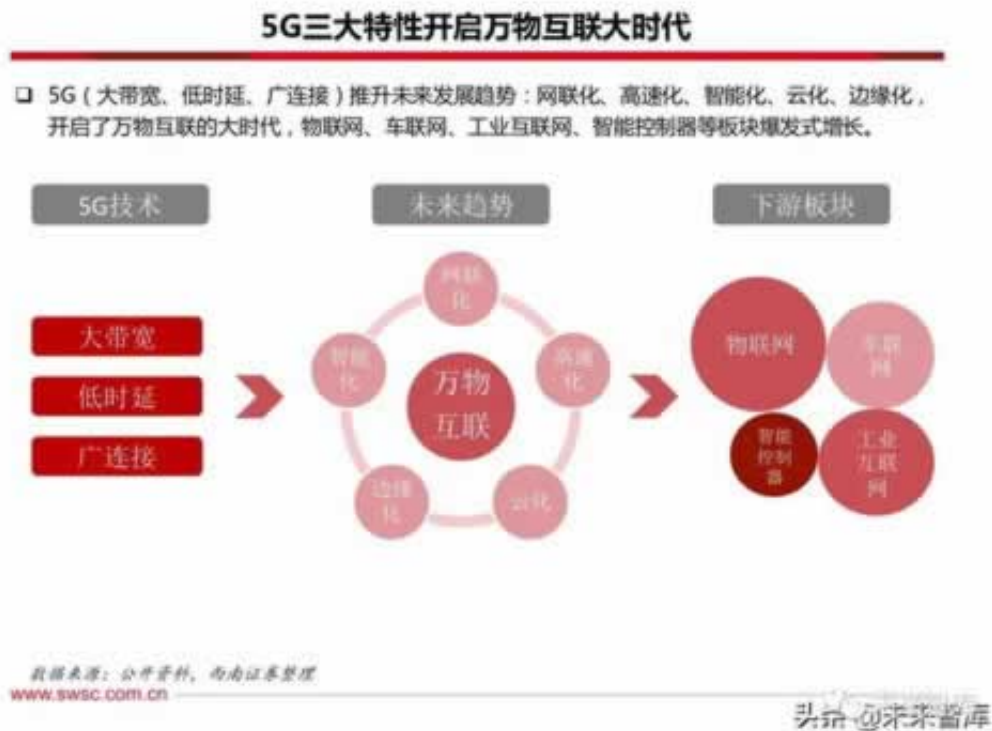 5G三大特性开启万物互联大时代
❑ 5G（大带宽、低时延、广连接）推升未来发展趋势：网联化、高速化、智能化、云化、边缘化，
开启了万物互联的大时代，物联网、车联网、工业互联网、智能控制器等板块爆发式增长。
5G技术
未来趋势
下游板块
大带宽
低时延
广连接
网联
化
智能
化
高速
化
万物
互联
边缘
化
云化
物联网
车联
网
智能
控制
器
工业
互联
网
数据来源：公开资料，西南证券整理
www.swsc.com.cn
头条 @未来智库